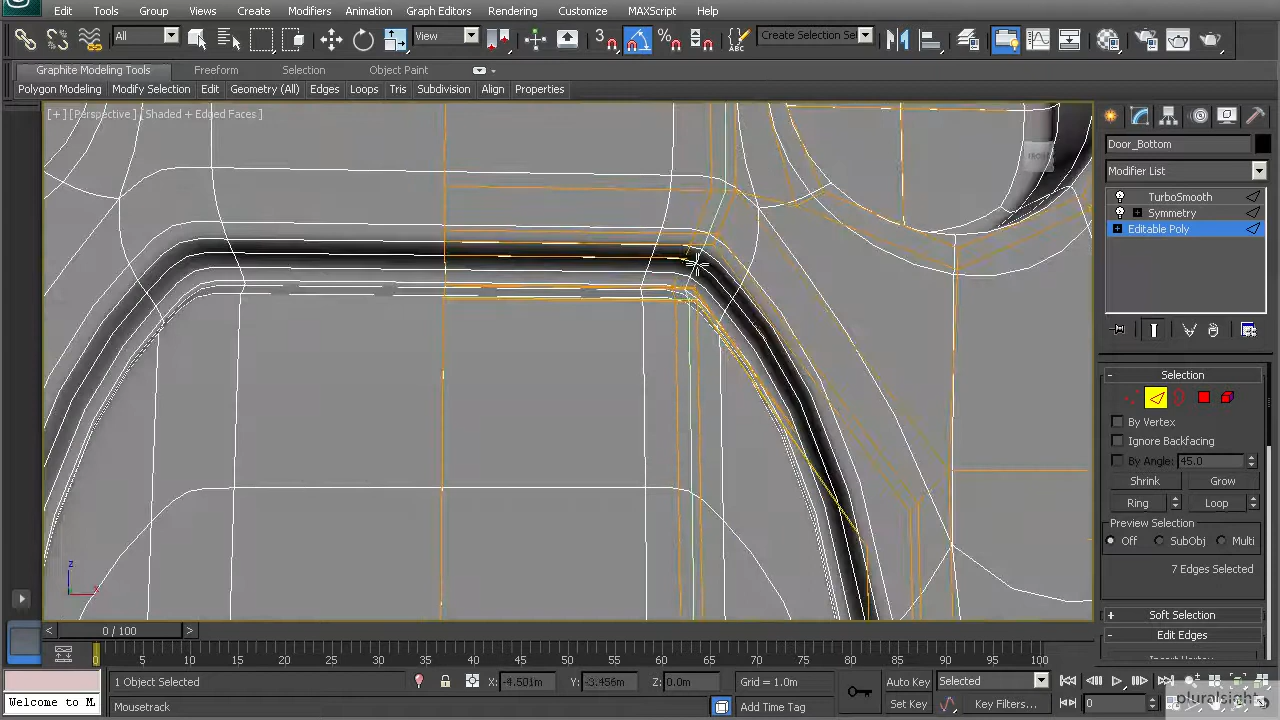 Edit Tools Group Views Create Modifiers Animation Graph Editors Rendering Customize MAXScript Help
All View 3 Create Selection Se
Graphite Modeling Tools Freeform Selection Object Paint
Polygon Modeling Modify Selection Edit Geometry (All) Edges Loops Tris Subdivision Align Properties
[+] [Perspective] [Shaded + Edged Faces]
Door_Bottom
Modifier List
TurboSmooth
Symmetry
Editable Poly
Selection
By Vertex
Ignore Backfacing
By Angle: 45.0
Shrink Grow
Ring Loop
Preview Selection
Off SubObj Multi
7 Edges Selected
Soft Selection
Edit Edges
z
x
< 0 / 100 >
0 5 10 15 20 25 30 35 40 45 50 55 60 65 70 75 80 85 90 95 100
1 Object Selected X: -4.501m Y: -3.456m Z: 0.0m Grid = 1.0m Auto Key Selected
Welcome to M Mousetrack Add Time Tag Set Key Key Filters... 0
pluralsight